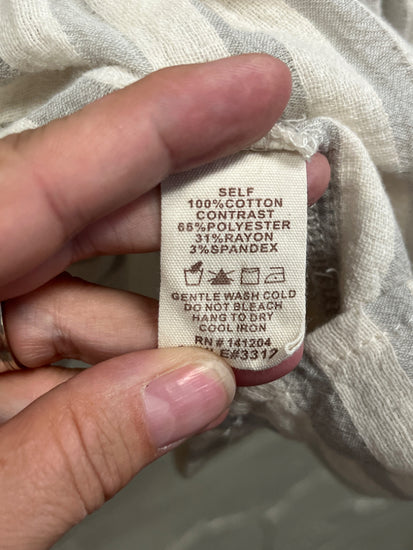 SELF
100%COTTON
CONTRAST
66%POLYESTER
31%RAYON
3%SPANDEX
GENTLE WASH COLD
DO NOT BLEACH
HANG TO DRY
COOL IRON
RN# 141204